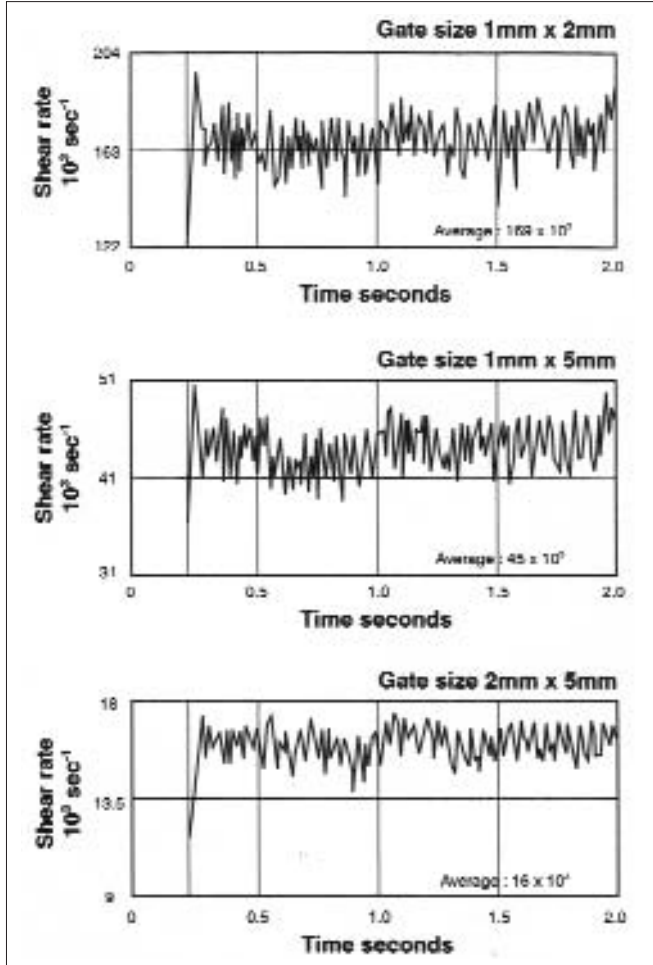 Gate size 1mm x 2mm
204
163
122
Shear rate
10³ sec⁻¹
Average : 169 x 10³
0 0.5 1.0 1.5 2.0
Time seconds
Gate size 1mm x 5mm
51
41
31
Shear rate
10³ sec⁻¹
Average : 45 x 10³
0 0.5 1.0 1.5 2.0
Time seconds
Gate size 2mm x 5mm
18
13.5
9
Shear rate
10³ sec⁻¹
Average : 16 x
0 0.5 1.0 1.5 2.0
Time seconds